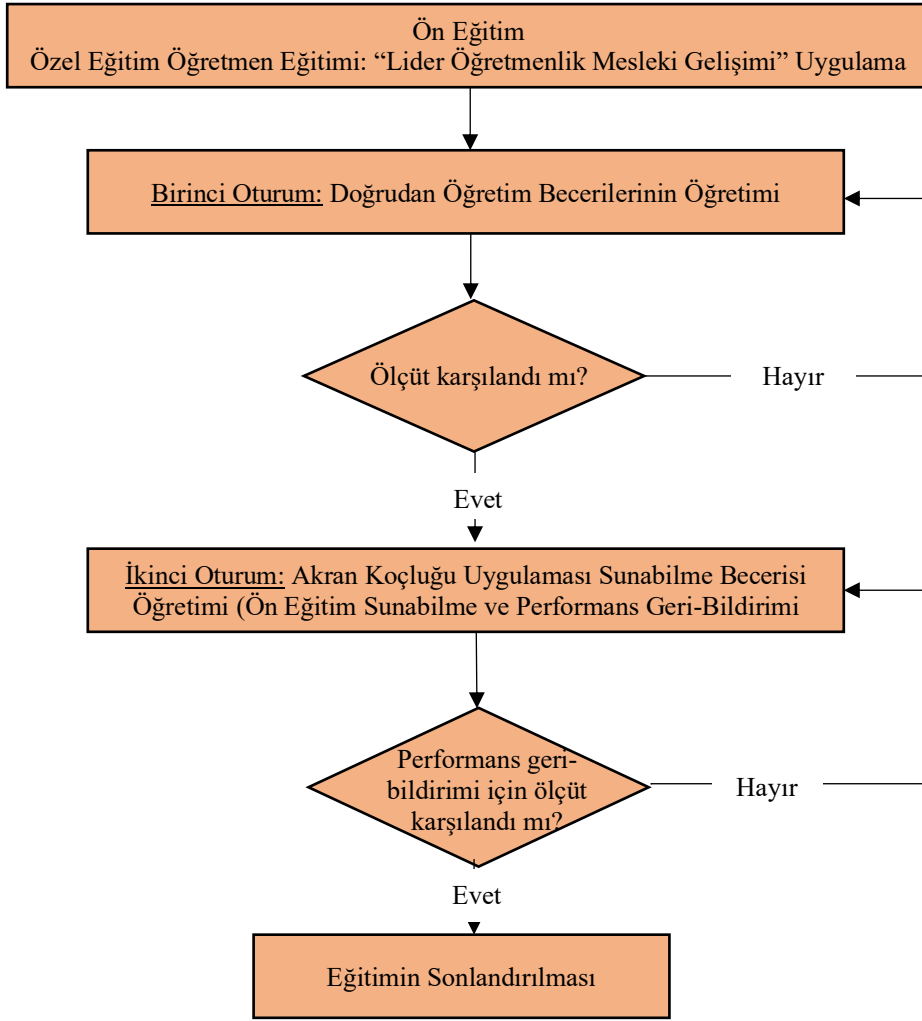 Ön Eğitim
Özel Eğitim Öğretmen Eğitimi: “Lider Öğretmenlik Mesleki Gelişimi” Uygulama
Birinci Oturum: Doğrudan Öğretim Becerilerinin Öğretimi
Ölçüt karşılandı mı?
Hayır
Evet
İkinci Oturum: Akran Koçluğu Uygulaması Sunabilme Becerisi
Öğretimi (Ön Eğitim Sunabilme ve Performans Geri-Bildirimi
Performans geri-
bildirimi için ölçüt
karşılandı mı?
Hayır
Evet
Eğitimin Sonlandırılması